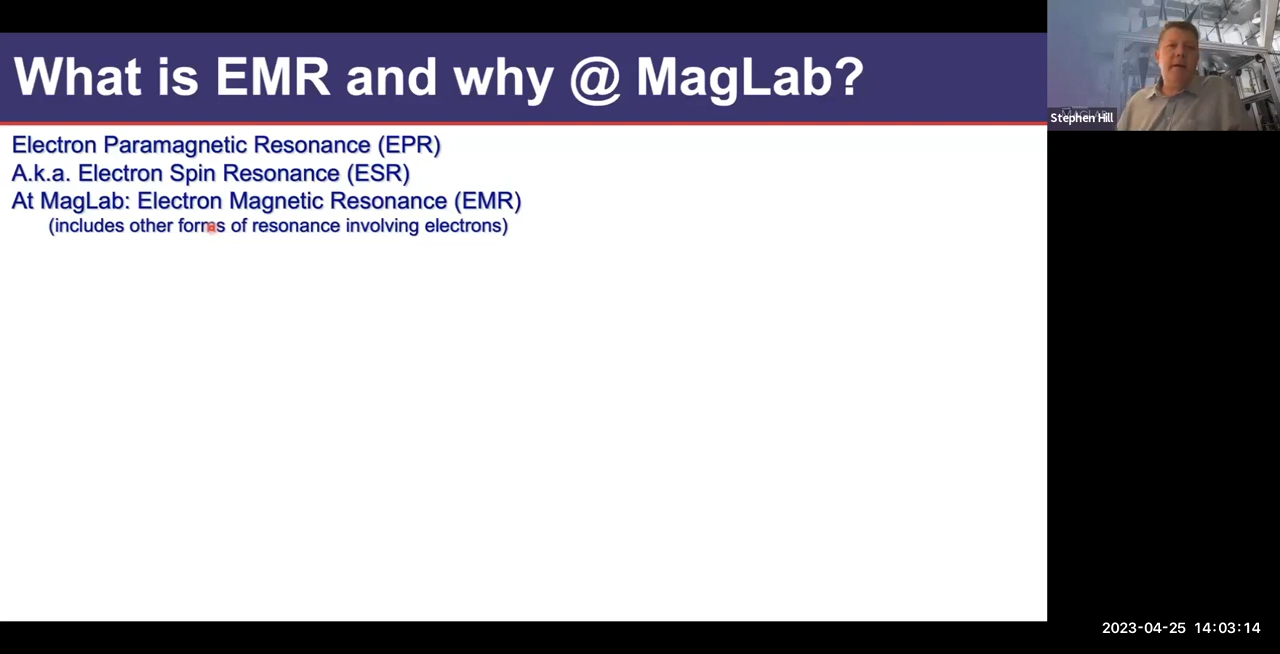 What is EMR and why @ MagLab?
Electron Paramagnetic Resonance (EPR)
A.k.a. Electron Spin Resonance (ESR)
At MagLab: Electron Magnetic Resonance (EMR)
(includes other forms of resonance involving electrons)
Stephen Hill
2023-04-25 14:03:14